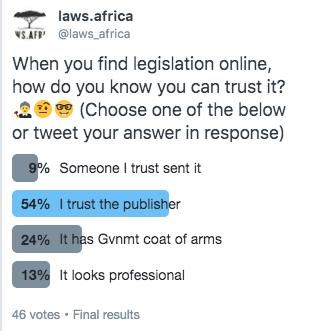 laws.africa
WS.AFR
@laws_africa
When you find legislation online,
how do you know you can trust it?
🤨🤓 (Choose one of the below
or tweet your answer in response)
9% Someone I trust sent it
54% I trust the publisher
24% It has Gvnmt coat of arms
13% It looks professional
46 votes • Final results